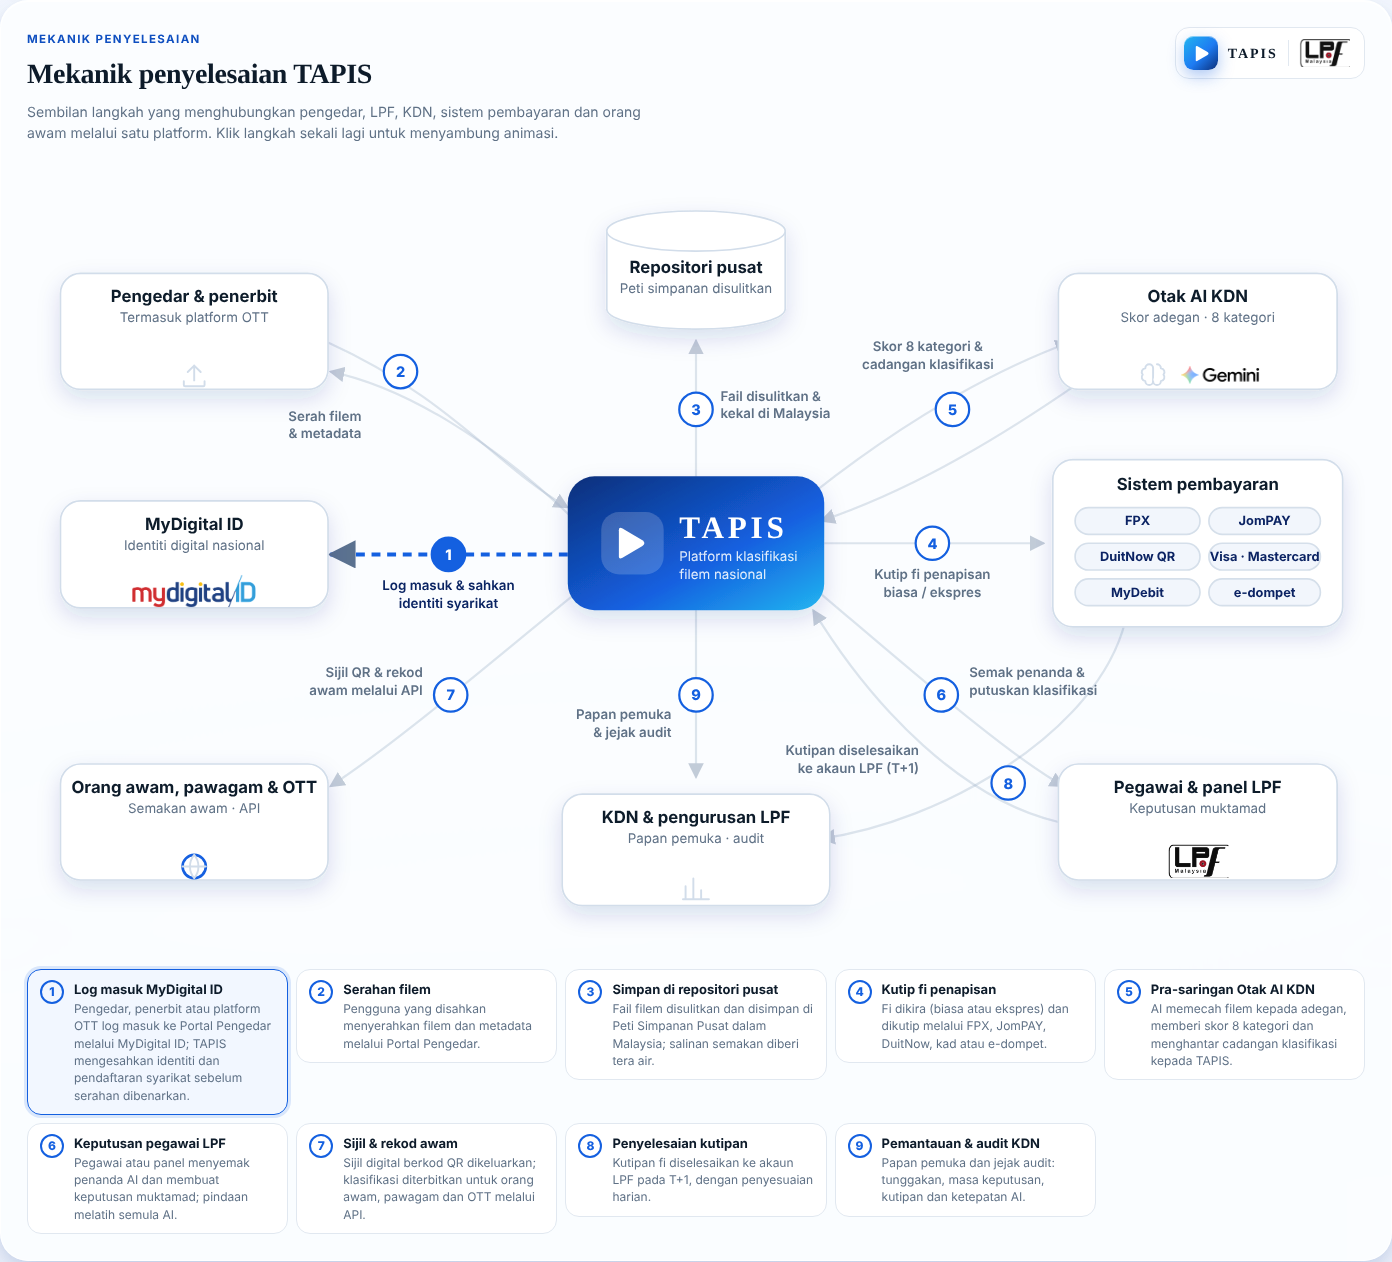 MEKANIK PENYELESAIAN
Mekanik penyelesaian TAPIS
Sembilan langkah yang menghubungkan pengedar, LPF, KDN, sistem pembayaran dan orang
awam melalui satu platform. Klik langkah sekali lagi untuk menyambung animasi.
TAPIS
LPF
Malaysia
Repositori pusat
Peti simpanan disulitkan
Pengedar & penerbit
Termasuk platform OTT
Otak AI KDN
Skor adegan · 8 kategori
Gemini
2
Serah filem
& metadata
3
Fail disulitkan &
kekal di Malaysia
Skor 8 kategori &
cadangan klasifikasi
5
MyDigital ID
Identiti digital nasional
mydigitalID
1
Log masuk & sahkan
identiti syarikat
TAPIS
Platform klasifikasi
filem nasional
4
Kutip fi penapisan
biasa / ekspres
Sistem pembayaran
FPX
JomPAY
DuitNow QR
Visa · Mastercard
MyDebit
e-dompet
Sijil QR & rekod
awam melalui API
7
9
Papan pemuka
& jejak audit
6
Semak penanda &
putuskan klasifikasi
Kutipan diselesaikan
ke akaun LPF (T+1)
8
Orang awam, pawagam & OTT
Semakan awam · API
KDN & pengurusan LPF
Papan pemuka · audit
Pegawai & panel LPF
Keputusan muktamad
LPF
Malaysia
1
Log masuk MyDigital ID
Pengedar, penerbit atau platform
OTT log masuk ke Portal Pengedar
melalui MyDigital ID; TAPIS
mengesahkan identiti dan
pendaftaran syarikat sebelum
serahan dibenarkan.
2
Serahan filem
Pengguna yang disahkan
menyerahkan filem dan metadata
melalui Portal Pengedar.
3
Simpan di repositori pusat
Fail filem disulitkan dan disimpan di
Peti Simpanan Pusat dalam
Malaysia; salinan semakan diberi
tera air.
4
Kutip fi penapisan
Fi dikira (biasa atau ekspres) dan
dikutip melalui FPX, JomPAY,
DuitNow, kad atau e-dompet.
5
Pra-saringan Otak AI KDN
AI memecah filem kepada adegan,
memberi skor 8 kategori dan
menghantar cadangan klasifikasi
kepada TAPIS.
6
Keputusan pegawai LPF
Pegawai atau panel menyemak
penanda AI dan membuat
keputusan muktamad; pindaan
melatih semula AI.
7
Sijil & rekod awam
Sijil digital berkod QR dikeluarkan;
klasifikasi diterbitkan untuk orang
awam, pawagam dan OTT melalui
API.
8
Penyelesaian kutipan
Kutipan fi diselesaikan ke akaun
LPF pada T+1, dengan penyesuaian
harian.
9
Pemantauan & audit KDN
Papan pemuka dan jejak audit:
tunggakan, masa keputusan,
kutipan dan ketepatan AI.